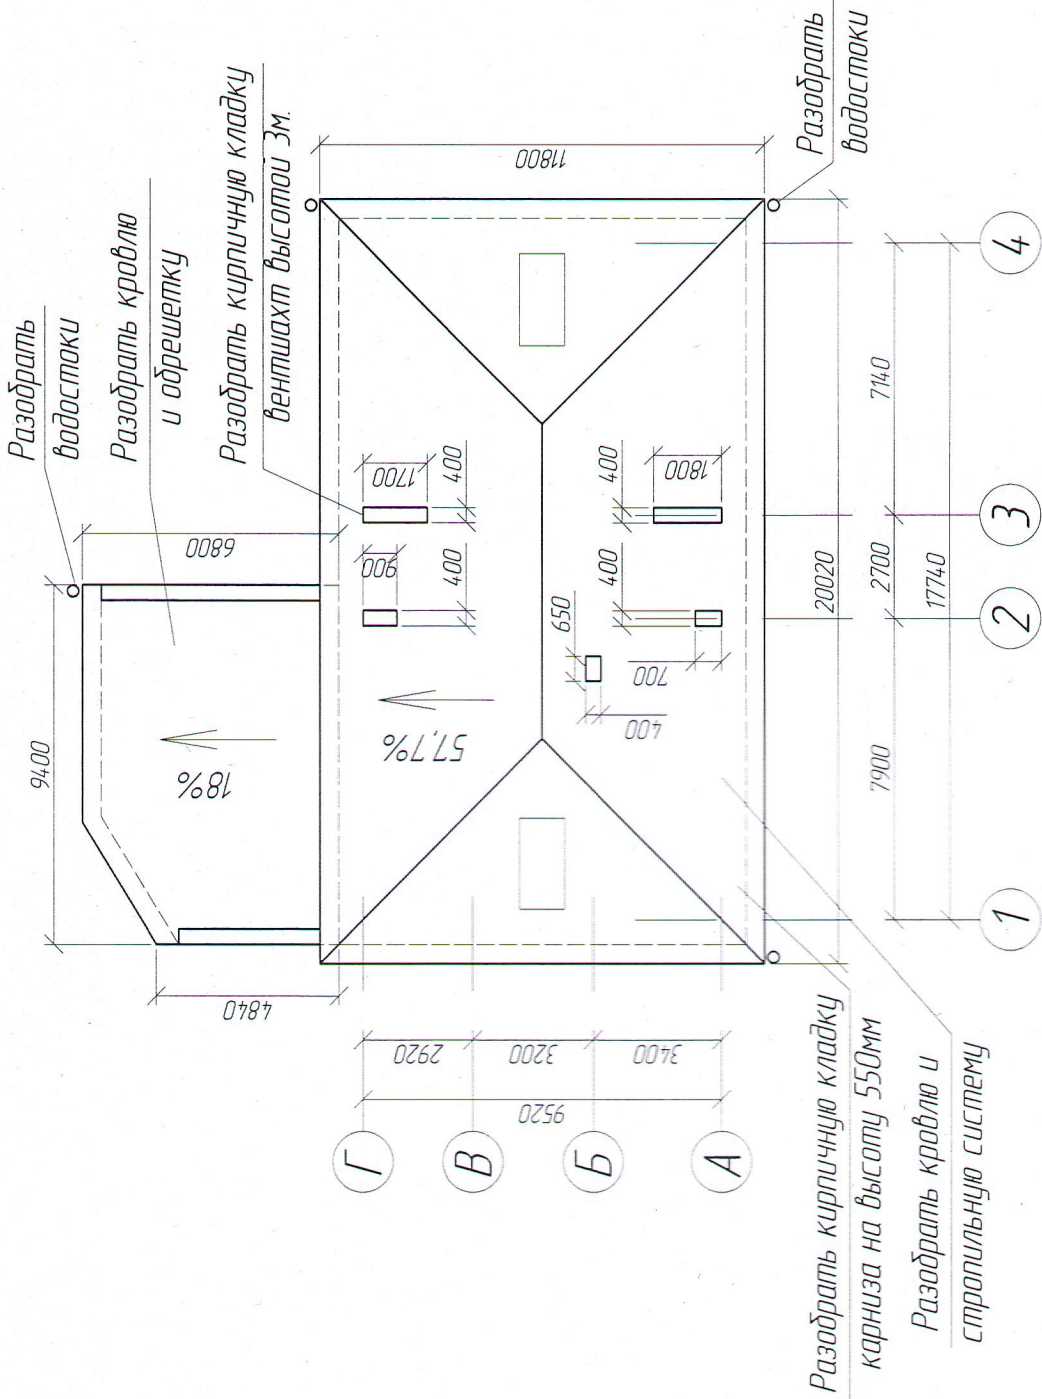 Разобрать
водостоки
Разобрать кровлю
и обрешетку
Разобрать кирпичную кладку
вентшахт высотой 3м.
Разобрать
водостоки
9400
6800
4840
18%
57,7%
11800
1700
400
900
400
400
1800
400
700
650
400
20020
7140
2700
7900
17740
2920
3200
3400
9520
Г
В
Б
А
1
2
3
4
Разобрать кирпичную кладку
карниза на высоту 550мм
Разобрать кровлю и
стропильную систему